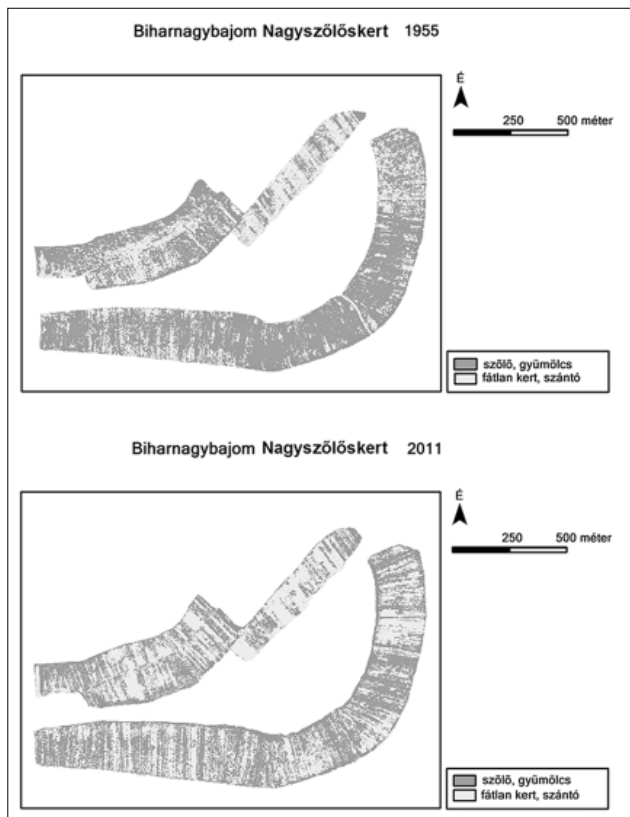 Biharnagybajom Nagyszőlőskert 1955
É
250 500 méter
szőlő, gyümölcs
fátlan kert, szántó
Biharnagybajom Nagyszőlőskert 2011
É
250 500 méter
szőlő, gyümölcs
fátlan kert, szántó